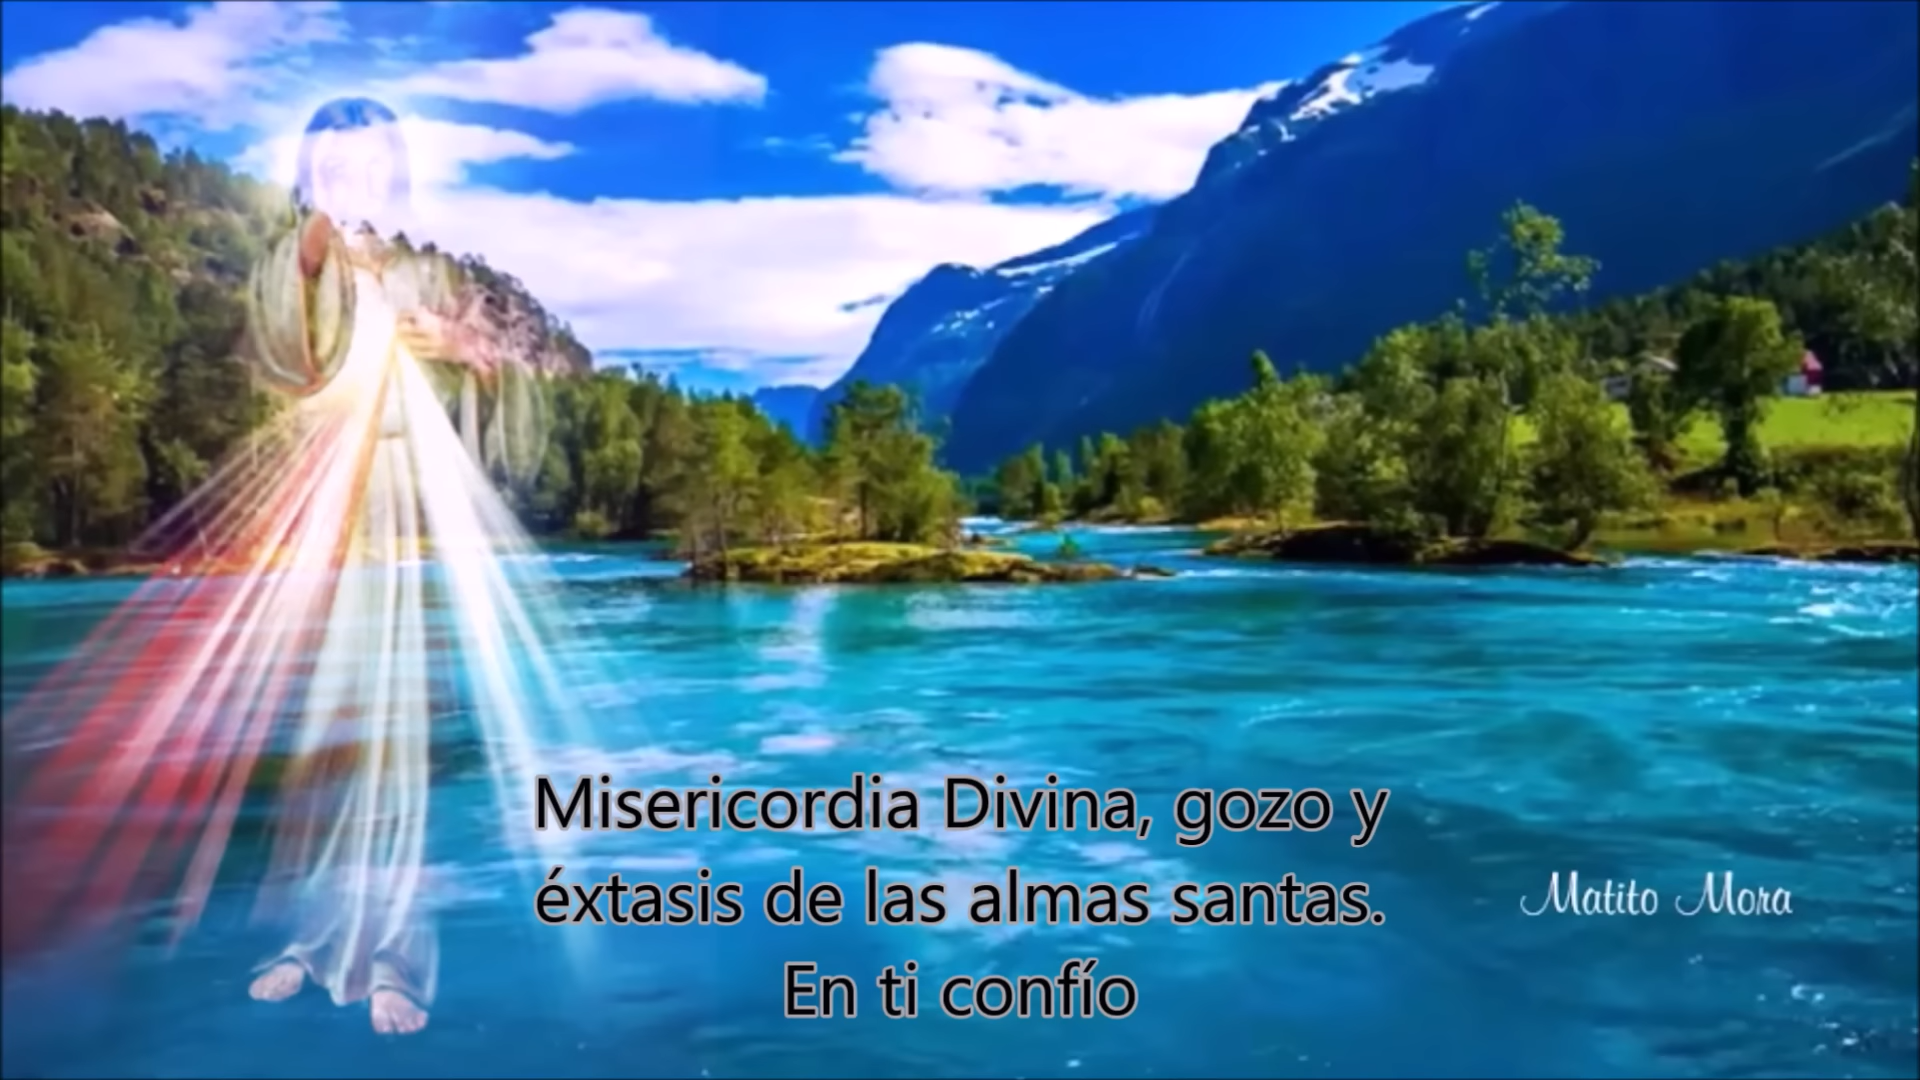 Misericordia Divina, gozo y
éxtasis de las almas santas.
En ti confío
Matito Mora